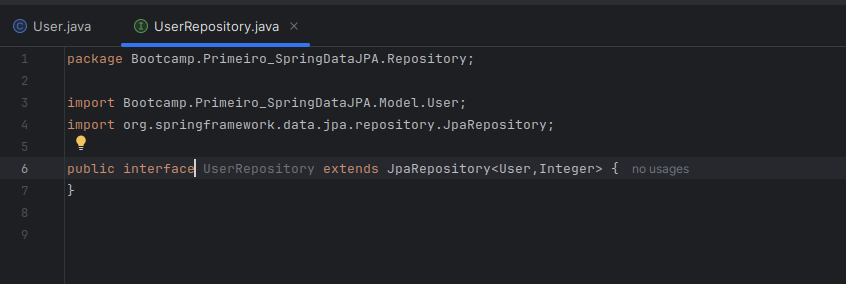 User.java UserRepository.java
1 package Bootcamp.Primeiro_SpringDataJPA.Repository;
2
3 import Bootcamp.Primeiro_SpringDataJPA.Model.User;
4 import org.springframework.data.jpa.repository.JpaRepository;
5
6 public interface UserRepository extends JpaRepository<User,Integer> { no usages
7 }
8
9